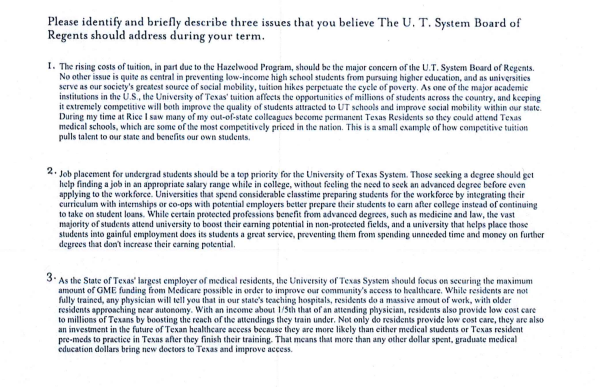 Please identify and briefly describe three issues that you believe The U. T. System Board of
Regents should address during your term.
1. The rising costs of tuition, in part due to the Hazelwood Program, should be the major concern of the U.T. System Board of Regents.
No other issue is quite as central in preventing low-income high school students from pursuing higher education, and as universities
serve as our society's greatest source of social mobility, tuition hikes perpetuate the cycle of poverty. As one of the major academic
institutions in the U.S., the University of Texas' tuition affects the opportunities of millions of students across the country, and keeping
it extremely competitive will both improve the quality of students attracted to UT schools and improve social mobility within our state.
During my time at Rice I saw many of my out-of-state colleagues become permanent Texas Residents so they could attend Texas
medical schools, which are some of the most competitively priced in the nation. This is a small example of how competitive tuition
pulls talent to our state and benefits our own students.
2. Job placement for undergrad students should be a top priority for the University of Texas System. Those seeking a degree should get
help finding a job in an appropriate salary range while in college, without feeling the need to seek an advanced degree before even
applying to the workforce. Universities that spend considerable classtime preparing students for the workforce by integrating their
curriculum with internships or co-ops with potential employers better prepare their students to earn after college instead of continuing
to take on student loans. While certain protected professions benefit from advanced degrees, such as medicine and law, the vast
majority of students attend university to boost their earning potential in non-protected fields, and a university that helps place those
students into gainful employment does its students a great service, preventing them from spending unneeded time and money on further
degrees that don't increase their earning potential.
3. As the State of Texas' largest employer of medical residents, the University of Texas System should focus on securing the maximum
amount of GME funding from Medicare possible in order to improve our community's access to healthcare. While residents are not
fully trained, any physician will tell you that in our state's teaching hospitals, residents do a massive amout of work, with older
residents approaching near autonomy. With an income about 1/5th that of an attending physician, residents also provide low cost care
to millions of Texans by boosting the reach of the attendings they train under. Not only do residents provide low care, they are also
an investment in the future of Texan healthcare access because they are more likely than either medical students or Texas resident
pre-meds to practice in Texas after they finish their training. That means that more than any other dollar spent, graduate medical
education dollars bring new doctors to Texas and improve access.